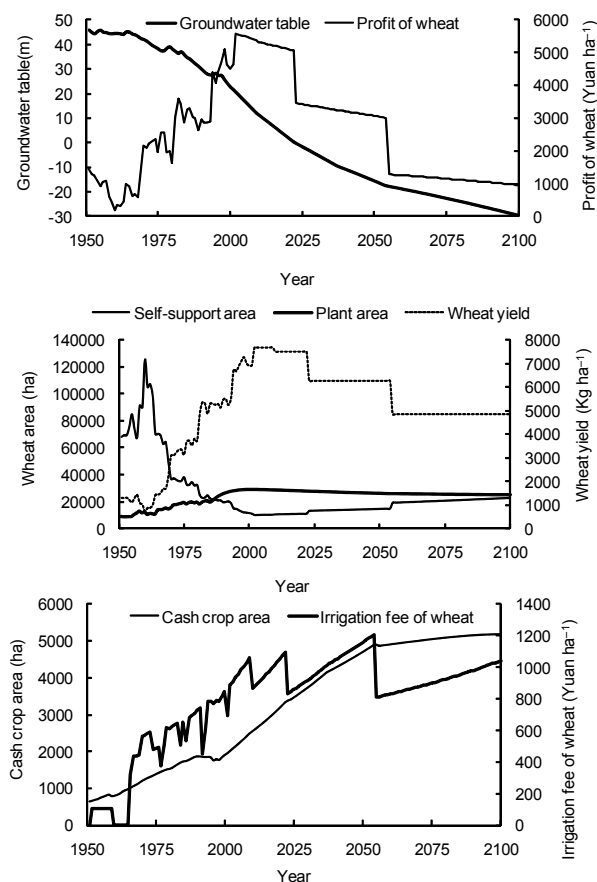 Groundwater table Profit of wheat
50 6000
40 5000
30
20 4000
10 3000
0
-10 2000
-20 1000
-30 0
1950 1975 2000 2025 2050 2075 2100
Groundwater table(m)
Profit of wheat (Yuan ha⁻¹)
Year
Self-support area Plant area Wheat yield
140000 8000
120000 7000
100000 6000
80000 5000
60000 4000
40000 3000
20000 2000
0 1000
0
1950 1975 2000 2025 2050 2075 2100
Wheat area (ha)
Wheat yield (Kg ha⁻¹)
Year
Cash crop area Irrigation fee of wheat
6000 1400
5000 1200
4000 1000
3000 800
2000 600
1000 400
0 200
0
1950 1975 2000 2025 2050 2075 2100
Cash crop area (ha)
Irrigation fee of wheat (Yuan ha⁻¹)
Year